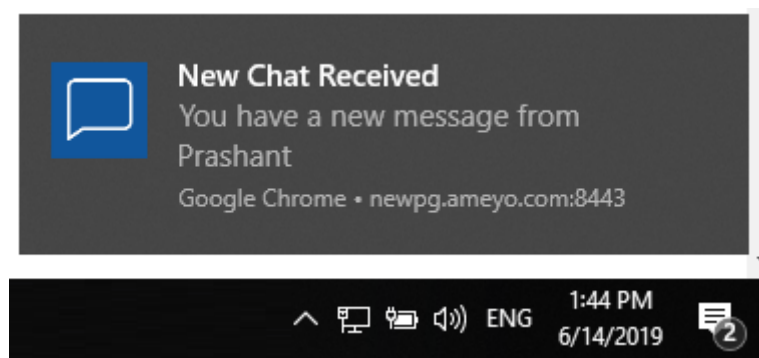 New Chat Received
You have a new message from
Prashant
Google Chrome • newpg.ameyo.com:8443
ENG
1:44 PM
6/14/2019
2